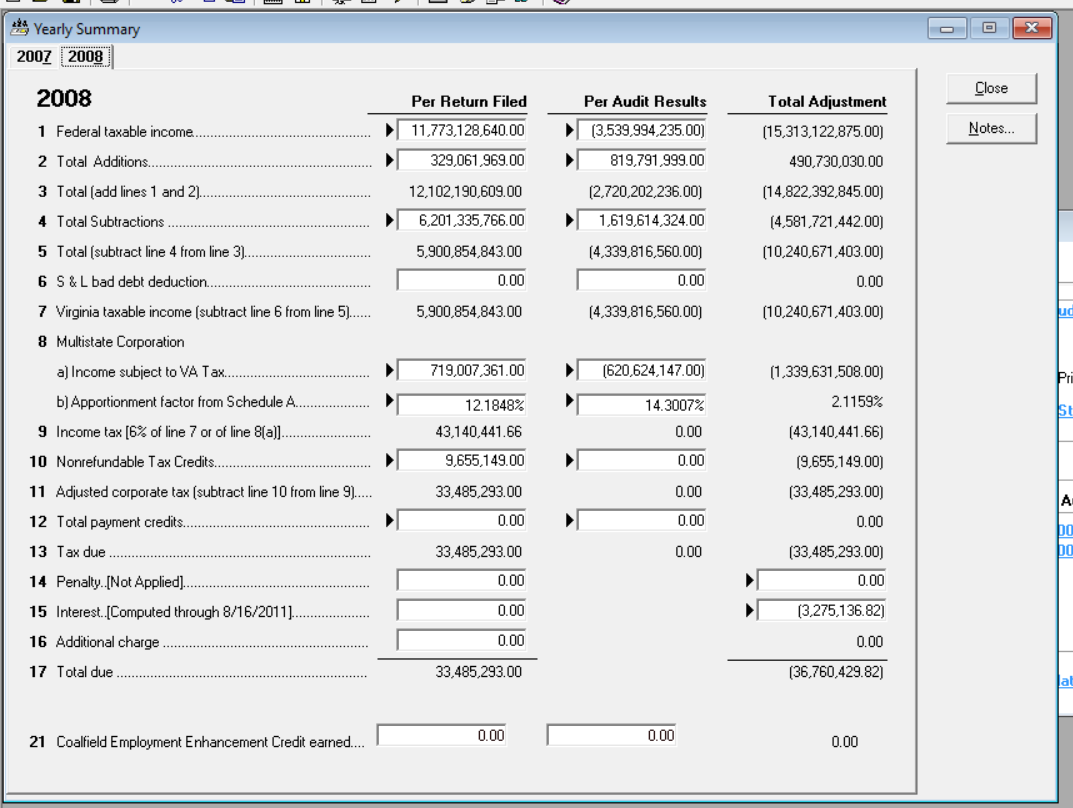 Yearly Summary
2007 2008
2008 Per Return Filed Per Audit Results Total Adjustment
1 Federal taxable income 11,773,128,640.00 (3,539,994,235.00) (15,313,122,875.00)
2 Total Additions 329,061,969.00 819,791,999.00 490,730,030.00
3 Total (add lines 1 and 2) 12,102,190,609.00 (2,720,202,236.00) (14,822,392,845.00)
4 Total Subtractions 6,201,335,766.00 1,619,614,324.00 (4,581,721,442.00)
5 Total (subtract line 4 from line 3) 5,900,854,843.00 (4,339,816,560.00) (10,240,671,403.00)
6 S & L bad debt deduction 0.00 0.00 0.00
7 Virginia taxable income (subtract line 6 from line 5) 5,900,854,843.00 (4,339,816,560.00) (10,240,671,403.00)
8 Multistate Corporation
a) Income subject to VA Tax 719,007,361.00 (620,624,147.00) (1,339,631,508.00)
b) Apportionment factor from Schedule A 12.1848% 14.3007% 2.1159%
9 Income tax [6% of line 7 or of line 8(a)] 43,140,441.66 0.00 (43,140,441.66)
10 Nonrefundable Tax Credits 9,655,149.00 0.00 (9,655,149.00)
11 Adjusted corporate tax (subtract line 10 from line 9) 33,485,293.00 0.00 (33,485,293.00)
12 Total payment credits 0.00 0.00 0.00
13 Tax due 33,485,293.00 0.00 (33,485,293.00)
14 Penalty..[Not Applied] 0.00 0.00
15 Interest..[Computed through 8/16/2011] 0.00 (3,275,136.82)
16 Additional charge 0.00 0.00
17 Total due 33,485,293.00 (36,760,429.82)
21 Coalfield Employment Enhancement Credit earned.... 0.00 0.00 0.00
Close
Notes...